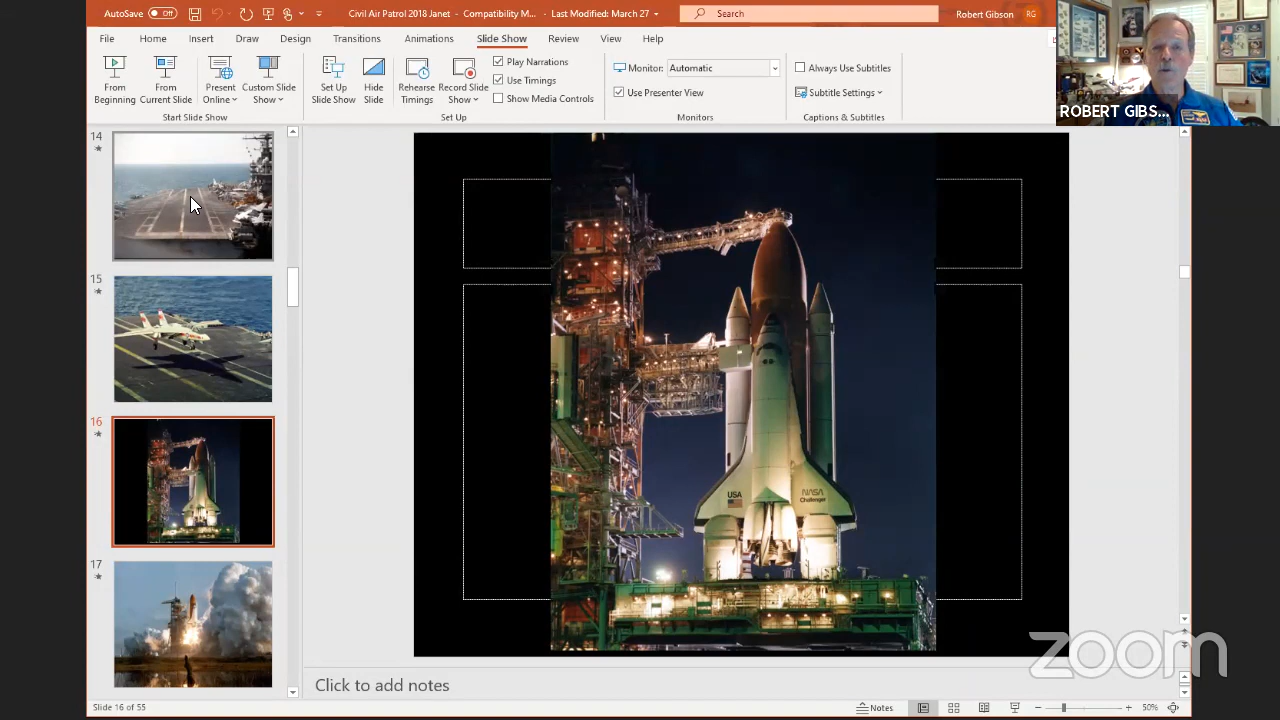 AutoSave Off Civil Air Patrol 2018 Janet - Compatibility M... Last Modified: March 27 Search Robert Gibson RG
File Home Insert Draw Design Transitions Animations Slide Show Review View Help
From Beginning
From Current Slide
Present Online
Custom Slide Show
Start Slide Show
Set Up Slide Show
Hide Slide
Rehearse Timings
Record Slide Show
Play Narrations
Use Timings
Show Media Controls
Set Up
Monitor: Automatic
Use Presenter View
Monitors
Always Use Subtitles
Subtitle Settings
Captions & Subtitles
ROBERT GIBS...
14
15
16
17
USA
NASA
Challenger
zoom
Click to add notes
Slide 16 of 55 Notes 50%